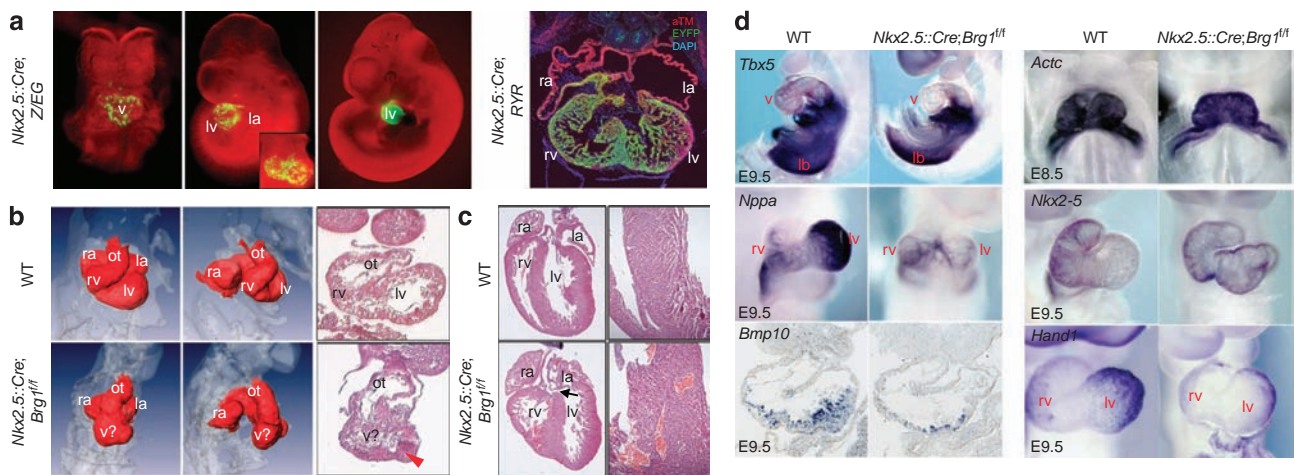 a
Nkx2.5::Cre;
Z/EG
v
lv
la
lv
Nkx2.5::Cre;
RYR
aTM
EYFP
DAPI
ra
la
rv
lv
b
WT
ra
ot
la
rv
lv
ra
ot
rv
lv
ot
rv
lv
Nkx2.5::Cre;
Brg1f/f
ot
ra
la
v?
ot
ra
v?
ot
v?
c
WT
ra
la
rv
lv
Nkx2.5::Cre;
Brg1f/f
ra
la
rv
lv
d
WT
Nkx2.5::Cre;Brg1f/f
Tbx5
v
v
lb
lb
E9.5
Nppa
rv
lv
rv
lv
E9.5
Bmp10
E9.5
WT
Nkx2.5::Cre;Brg1f/f
Actc
E8.5
Nkx2-5
E9.5
Hand1
rv
lv
rv
lv
E9.5